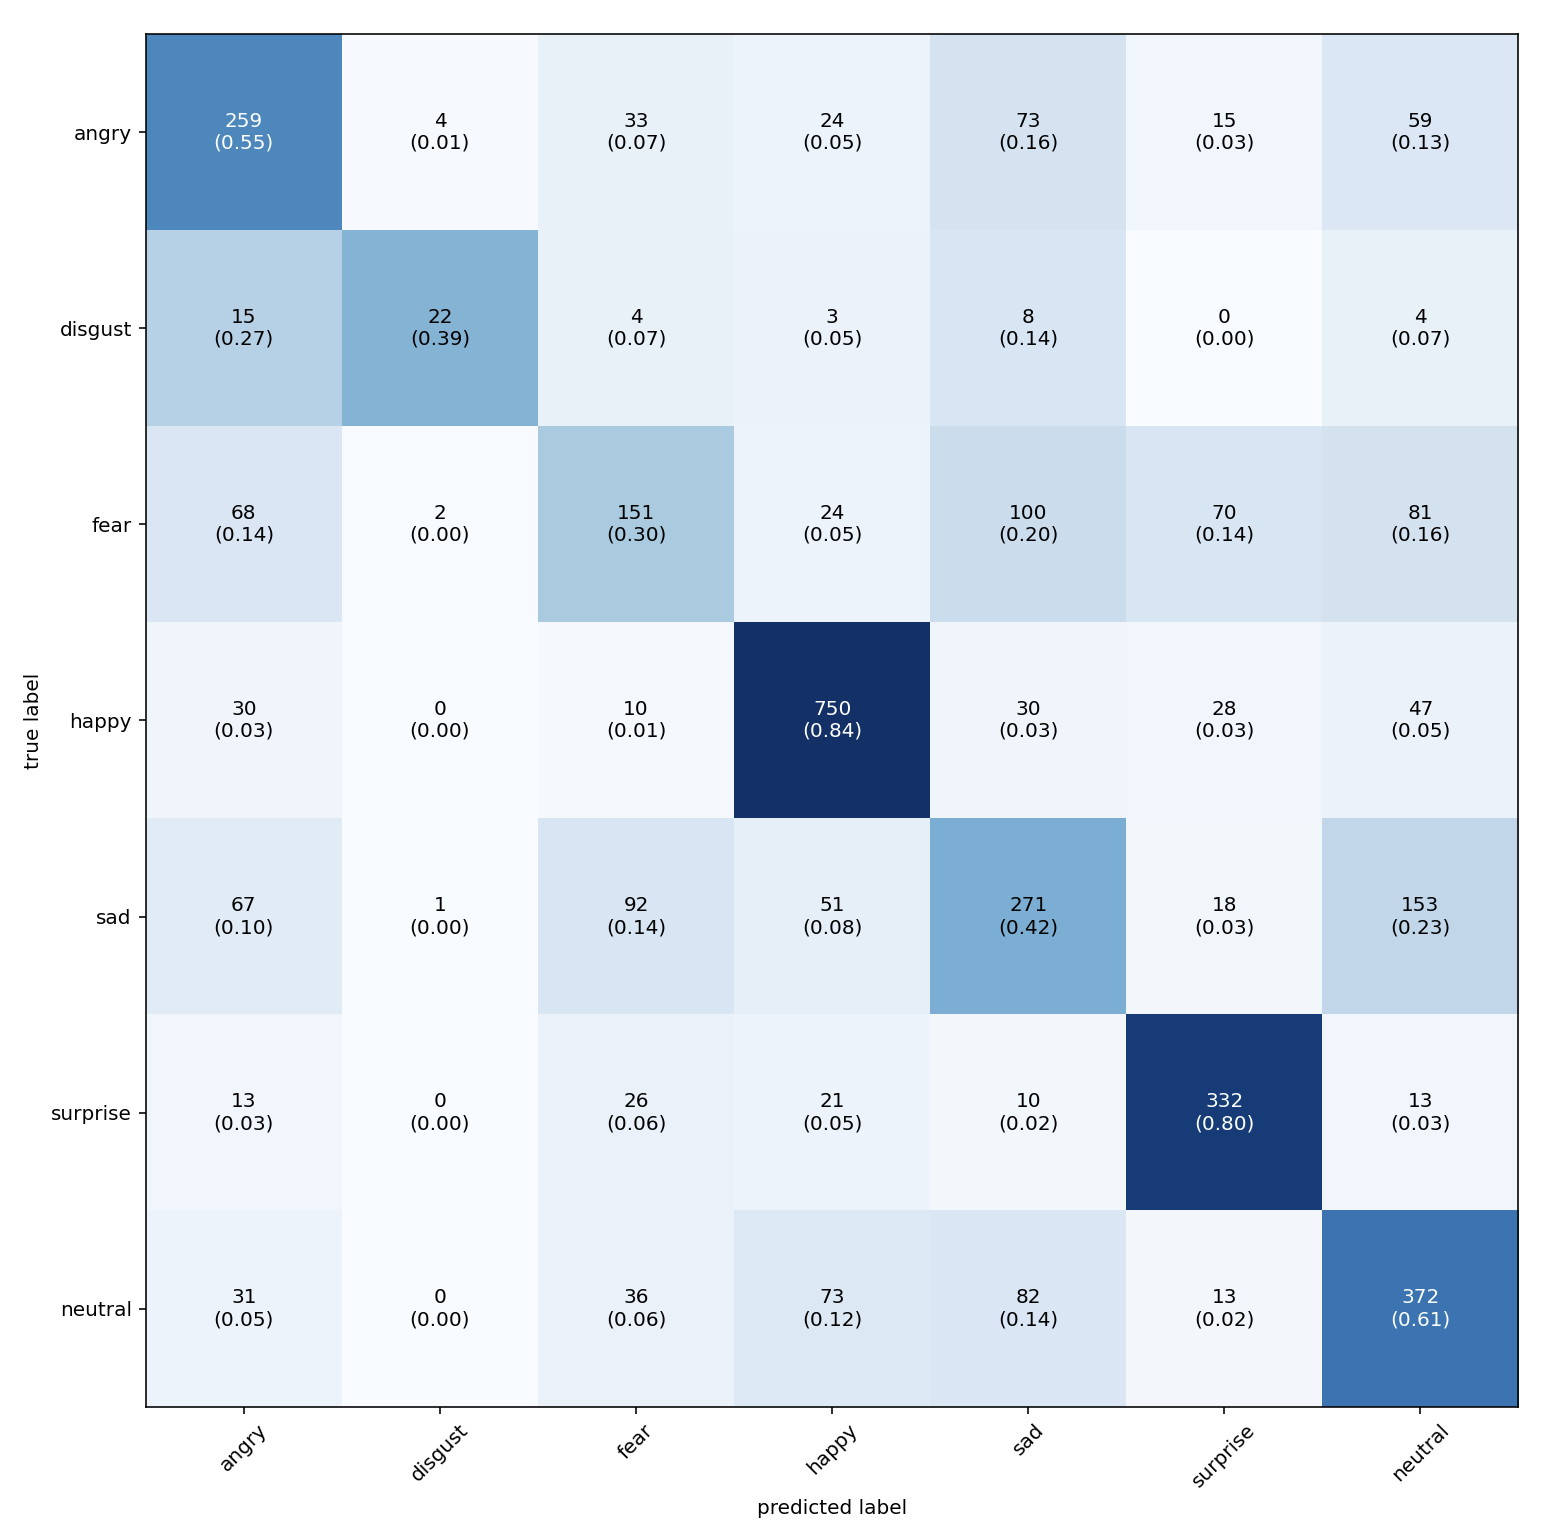 angry
259 4 33 24 73 15 59
(0.55) (0.01) (0.07) (0.05) (0.16) (0.03) (0.13)
disgust
15 22 4 3 8 0 4
(0.27) (0.39) (0.07) (0.05) (0.14) (0.00) (0.07)
fear
68 2 151 24 100 70 81
(0.14) (0.00) (0.30) (0.05) (0.20) (0.14) (0.16)
true label
happy
30 0 10 750 30 28 47
(0.03) (0.00) (0.01) (0.84) (0.03) (0.03) (0.05)
sad
67 1 92 51 271 18 153
(0.10) (0.00) (0.14) (0.08) (0.42) (0.03) (0.23)
surprise
13 0 26 21 10 332 13
(0.03) (0.00) (0.06) (0.05) (0.02) (0.80) (0.03)
neutral
31 0 36 73 82 13 372
(0.05) (0.00) (0.06) (0.12) (0.14) (0.02) (0.61)
angry disgust fear happy sad surprise neutral
predicted label